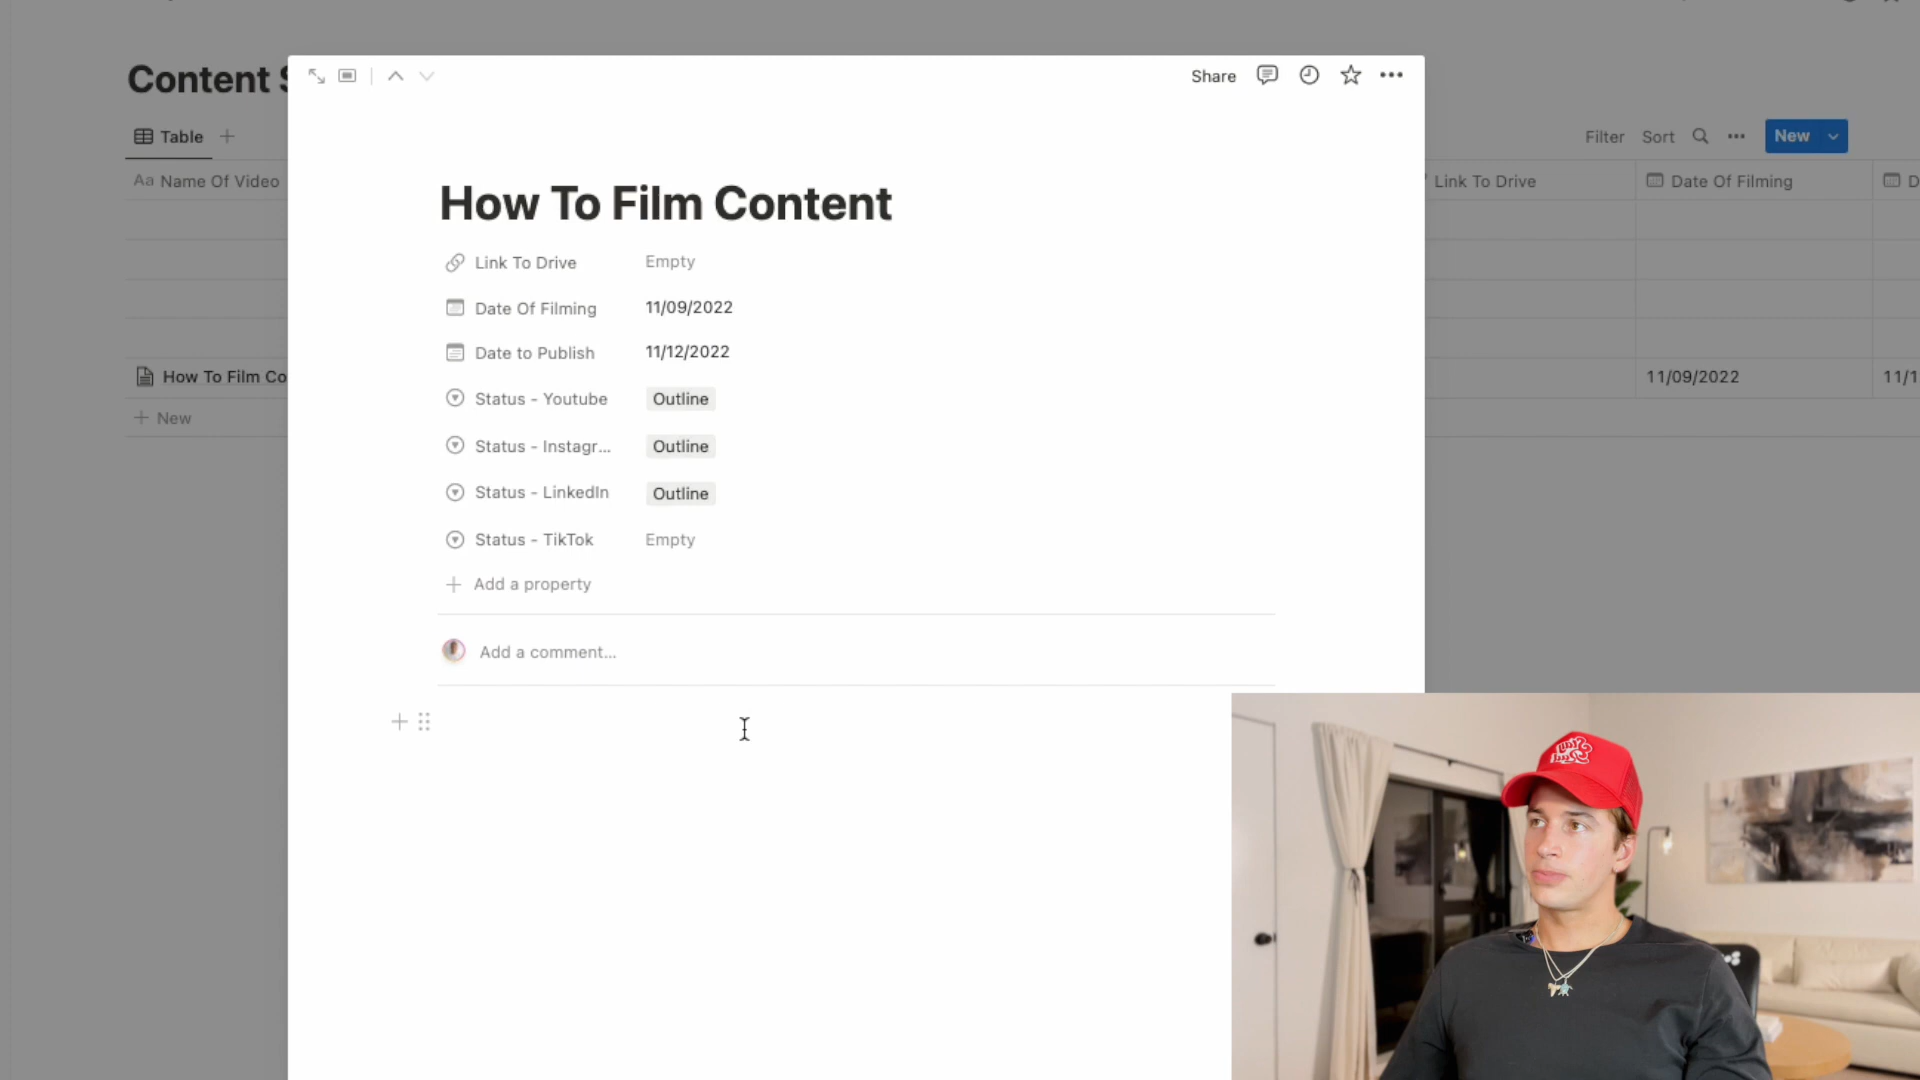 Content S
Share
Table
Filter Sort New
Aa Name Of Video
Link To Drive
Date Of Filming
D
How To Film Content
Link To Drive Empty
Date Of Filming 11/09/2022
Date to Publish 11/12/2022
How To Film Co
11/09/2022
11/1
Status - Youtube Outline
New
Status - Instagr... Outline
Status - LinkedIn Outline
Status - TikTok Empty
Add a property
Add a comment...